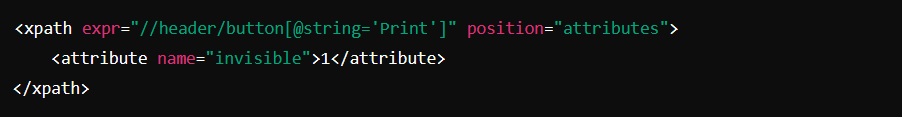 <xpath expr="//header/button[@string='Print']" position="attributes">
    <attribute name="invisible">1</attribute>
</xpath>